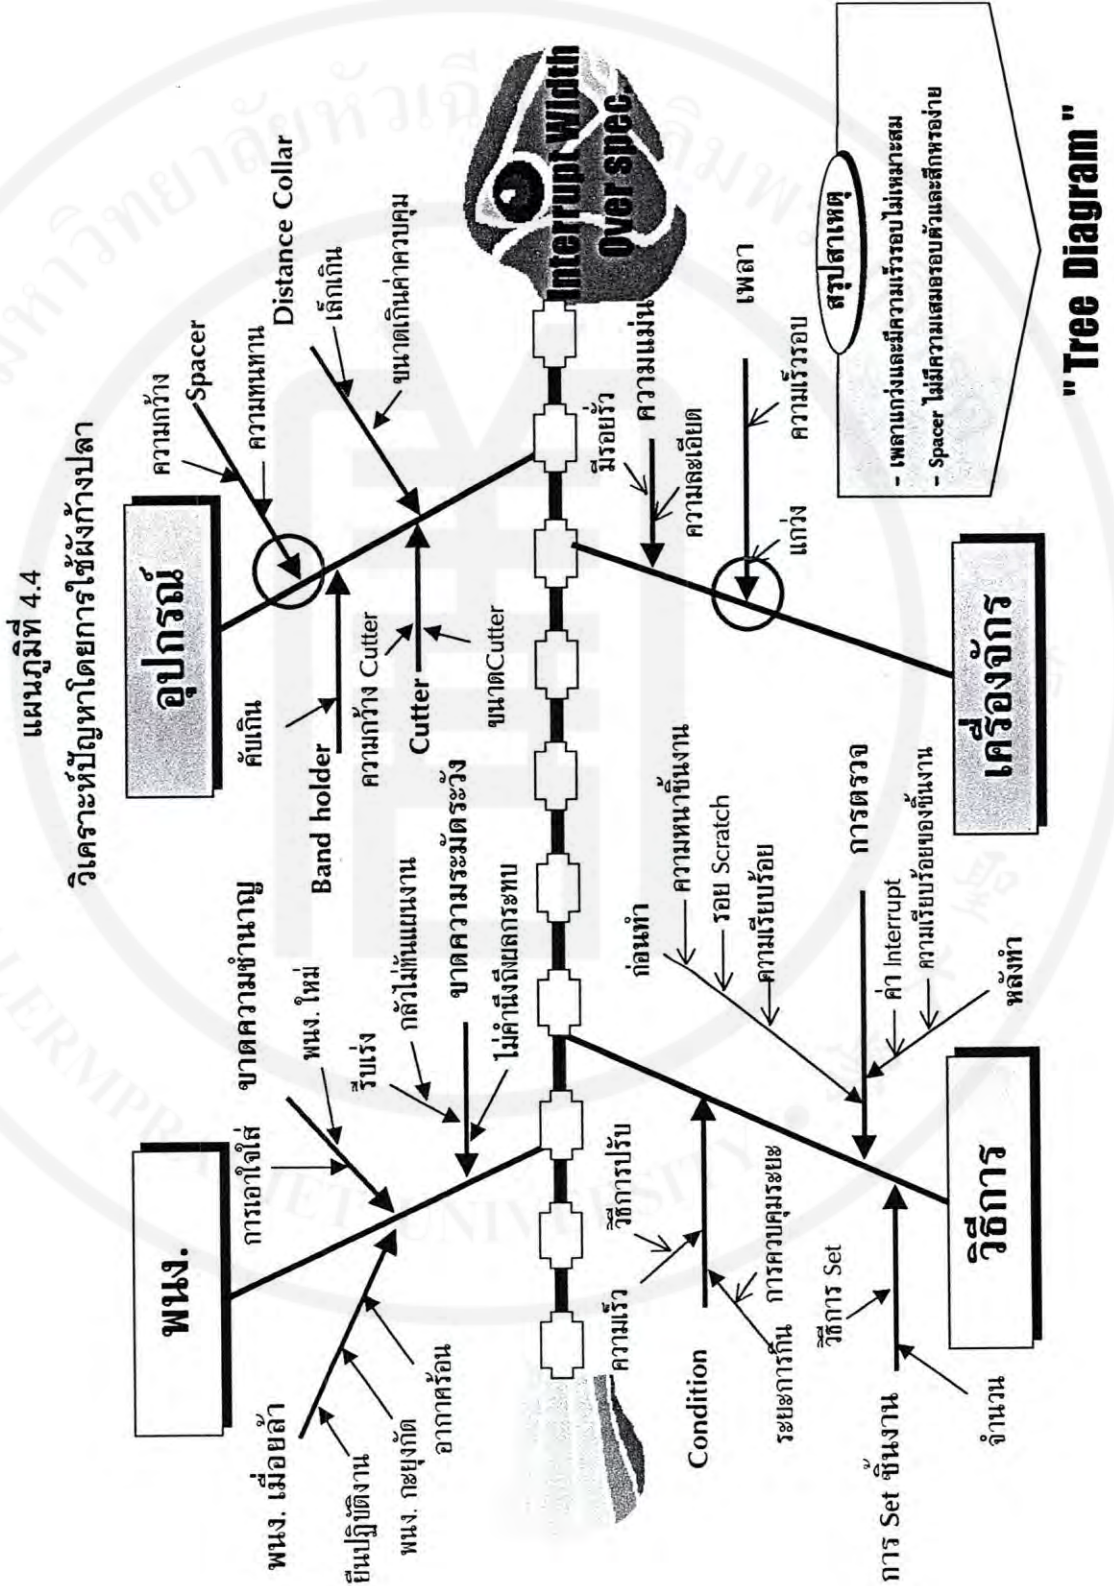 แผนภูมิที่ 4.4
วิเคราะห์ปัญหาโดยการใช้ผังก้างปลา
พนง.
อุปกรณ์
ขาดความชำนาญ
การเอาใจใส่
พนง. ใหม่
พนง. เมื่อยล้า
ยืนปฏิบัติงาน
พนง. กะยุงกัด
อากาศร้อน
รีบเร่ง
กลัวไม่ทันแผนงาน
ขาดความระมัดระวัง
ไม่คำนึงถึงผลกระทบ
ความกว้าง
Spacer
ความทนทาน
คับเกิน
Band holder
Distance Collar
เล็กเกิน
ขนาดเกินค่าควบคุม
ความกว้าง Cutter
Cutter
ขนาดCutter
Interrupt Width
Over spec.
ความเร็ว
วิธีการปรับ
Condition
ระยะการกิน
การควบคุมระยะ
ก่อนทำ
ความหนาชิ้นงาน
รอย Scratch
ความเรียบร้อย
การตรวจ
ค่า Interrupt
ความเรียบร้อยของชิ้นงาน
หลังทำ
วิธีการ Set
การ Set ชิ้นงาน
จำนวน
วิธีการ
มีรอยรั่ว
ความแม่น
ความละเอียด
เพลา
แกว่ง
ความเร็วรอบ
เครื่องจักร
สรุปสาเหตุ
- เพลาแกว่งและมีความเร็วรอบไม่เหมาะสม
- Spacer ไม่มีความเสมอรอบตัวและสึกหรอง่าย
"Tree Diagram"